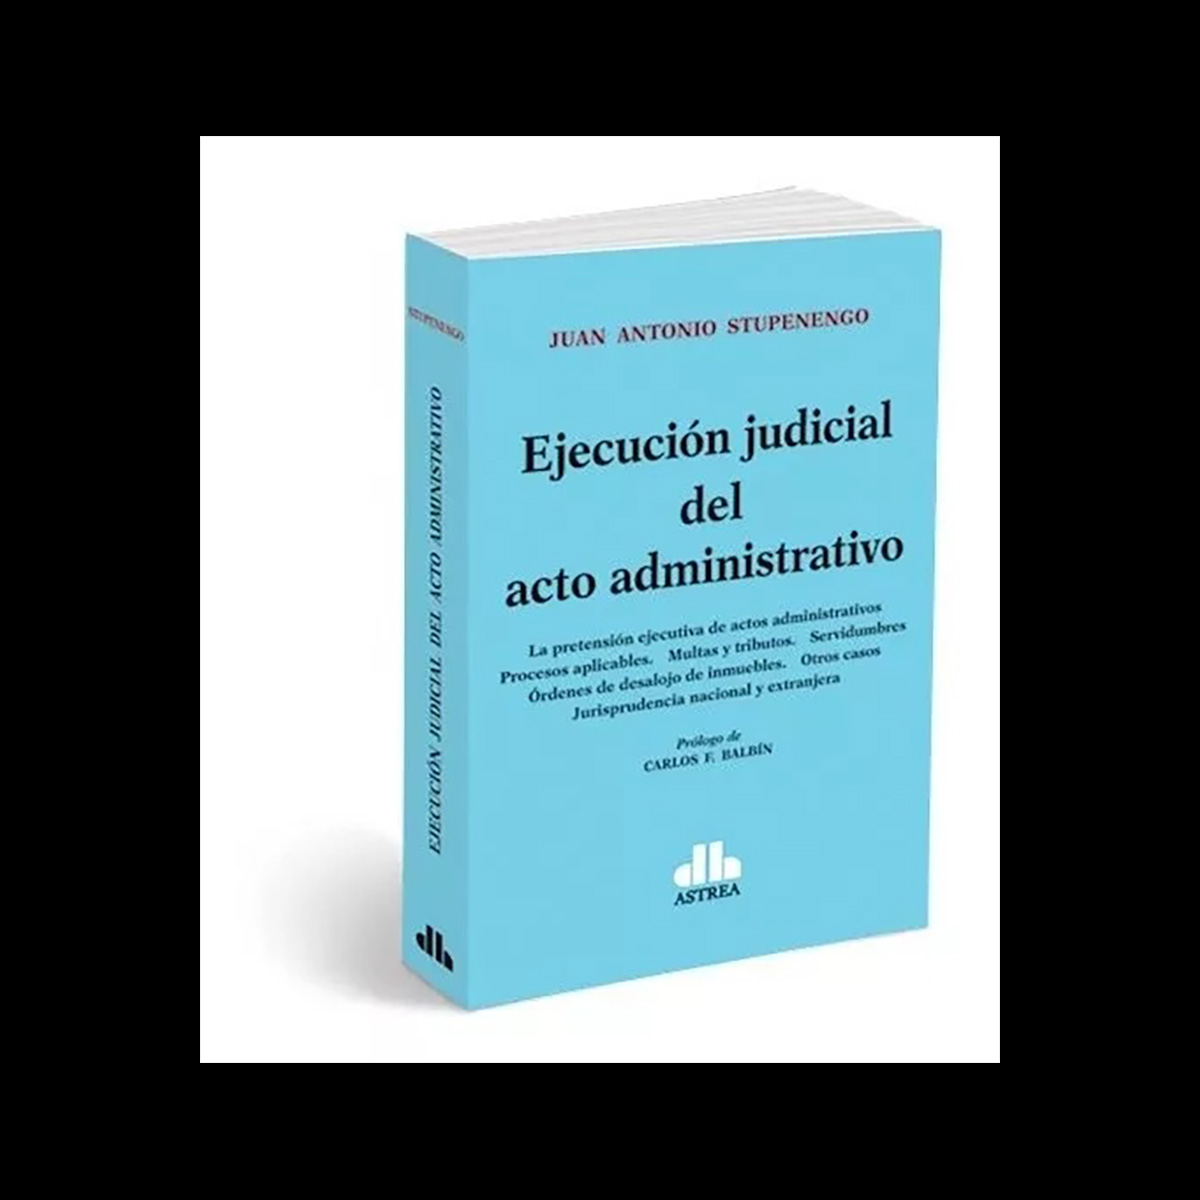 STUPENENGO
EJECUCIÓN JUDICIAL DEL ACTO ADMINISTRATIVO
JUAN ANTONIO STUPENENGO
Ejecución judicial
del
acto administrativo
La pretensión ejecutiva de actos administrativos
Procesos aplicables. Multas y tributos. Servidumbres
Órdenes de desalojo de inmuebles. Otros casos
Jurisprudencia nacional y extranjera
Prólogo de
CARLOS F. BALBÍN
ASTREA